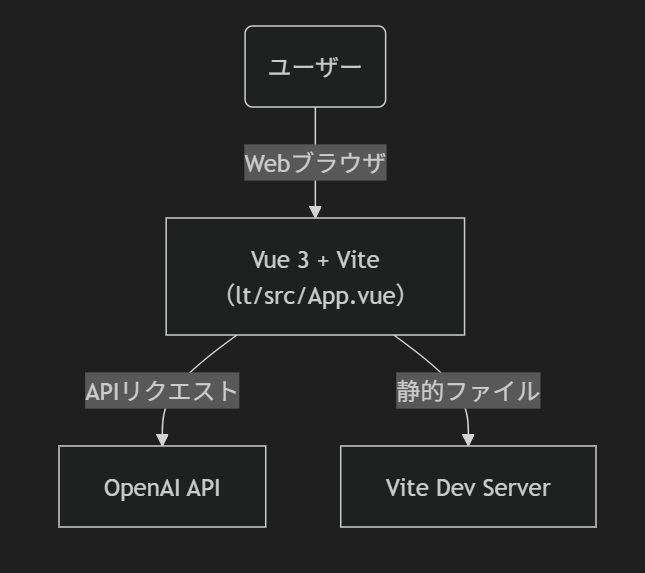 ユーザー
Webブラウザ
Vue 3 + Vite
（lt/src/App.vue）
APIリクエスト
静的ファイル
OpenAI API
Vite Dev Server